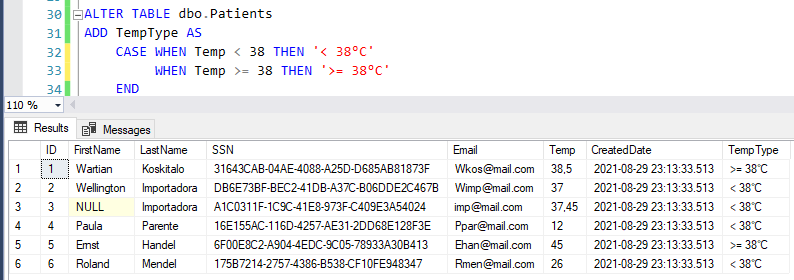 30 ALTER TABLE dbo.Patients
31 ADD TempType AS
32 CASE WHEN Temp < 38 THEN '< 38°C'
33 WHEN Temp >= 38 THEN '>= 38°C'
34 END
110 %
Results Messages
ID FirstName LastName SSN Email Temp CreatedDate TempType
1 1 Wartian Koskitalo 31643CAB-04AE-4088-A25D-D685AB81873F Wkos@mail.com 38,5 2021-08-29 23:13:33.513 >= 38°C
2 2 Wellington Importadora DB6E73BF-BEC2-41DB-A37C-B06DDE2C467B Wimp@mail.com 37 2021-08-29 23:13:33.513 < 38°C
3 3 NULL Importadora A1C0311F-1C9C-41E8-973F-C409E3A54024 imp@mail.com 37,45 2021-08-29 23:13:33.513 < 38°C
4 4 Paula Parente 16E155AC-116D-4257-AE31-2DD68E128F3E Ppar@mail.com 12 2021-08-29 23:13:33.513 < 38°C
5 5 Ernst Handel 6F00E8C2-A904-4EDC-9C05-78933A30B413 Ehan@mail.com 45 2021-08-29 23:13:33.513 >= 38°C
6 6 Roland Mendel 175B7214-2757-4386-B538-CF10FE948347 Rmen@mail.com 26 2021-08-29 23:13:33.513 < 38°C